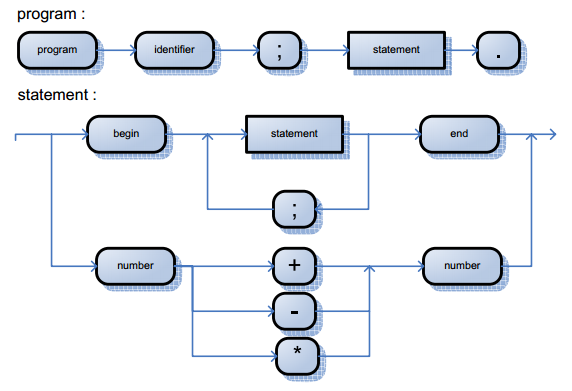 program :
program identifier ; statement .
statement :
begin statement end
;
number + number
-
*